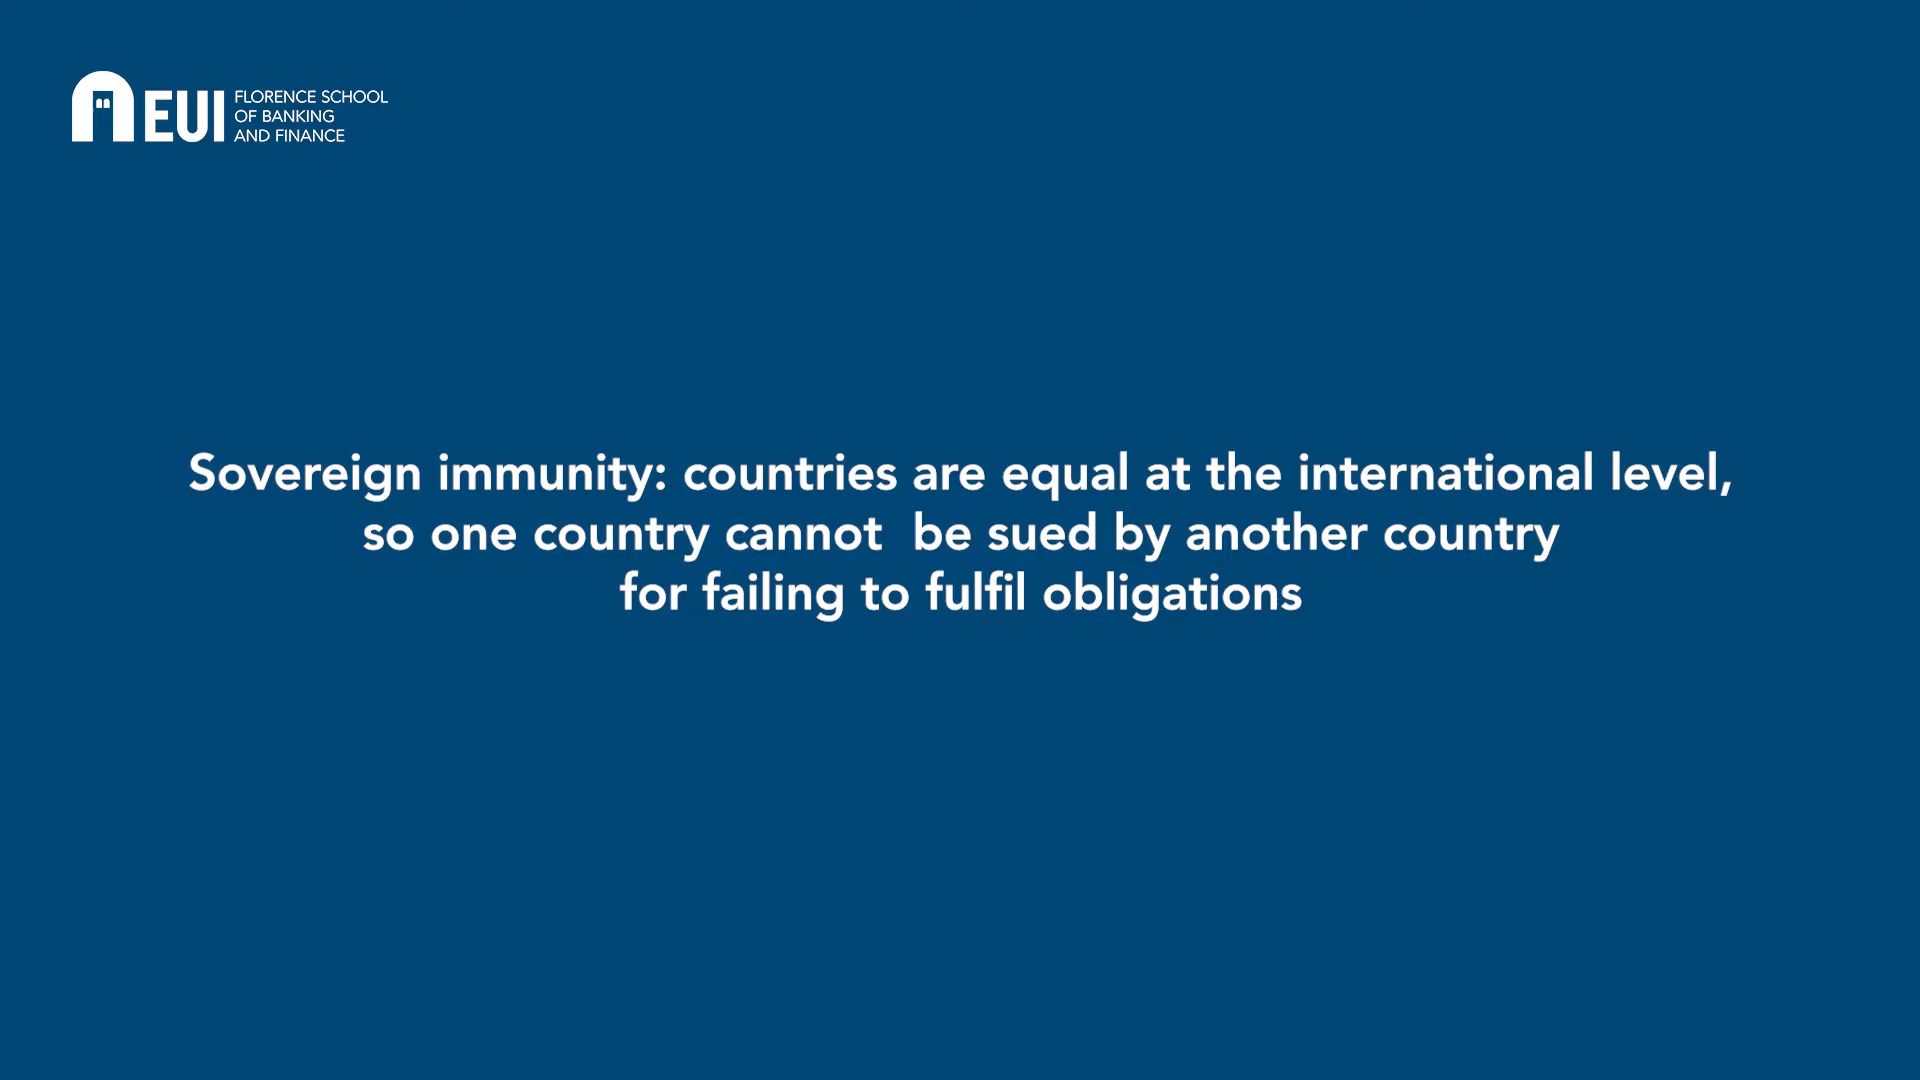 EUI
FLORENCE SCHOOL
OF BANKING
AND FINANCE
Sovereign immunity: countries are equal at the international level,
so one country cannot  be sued by another country
for failing to fulfil obligations